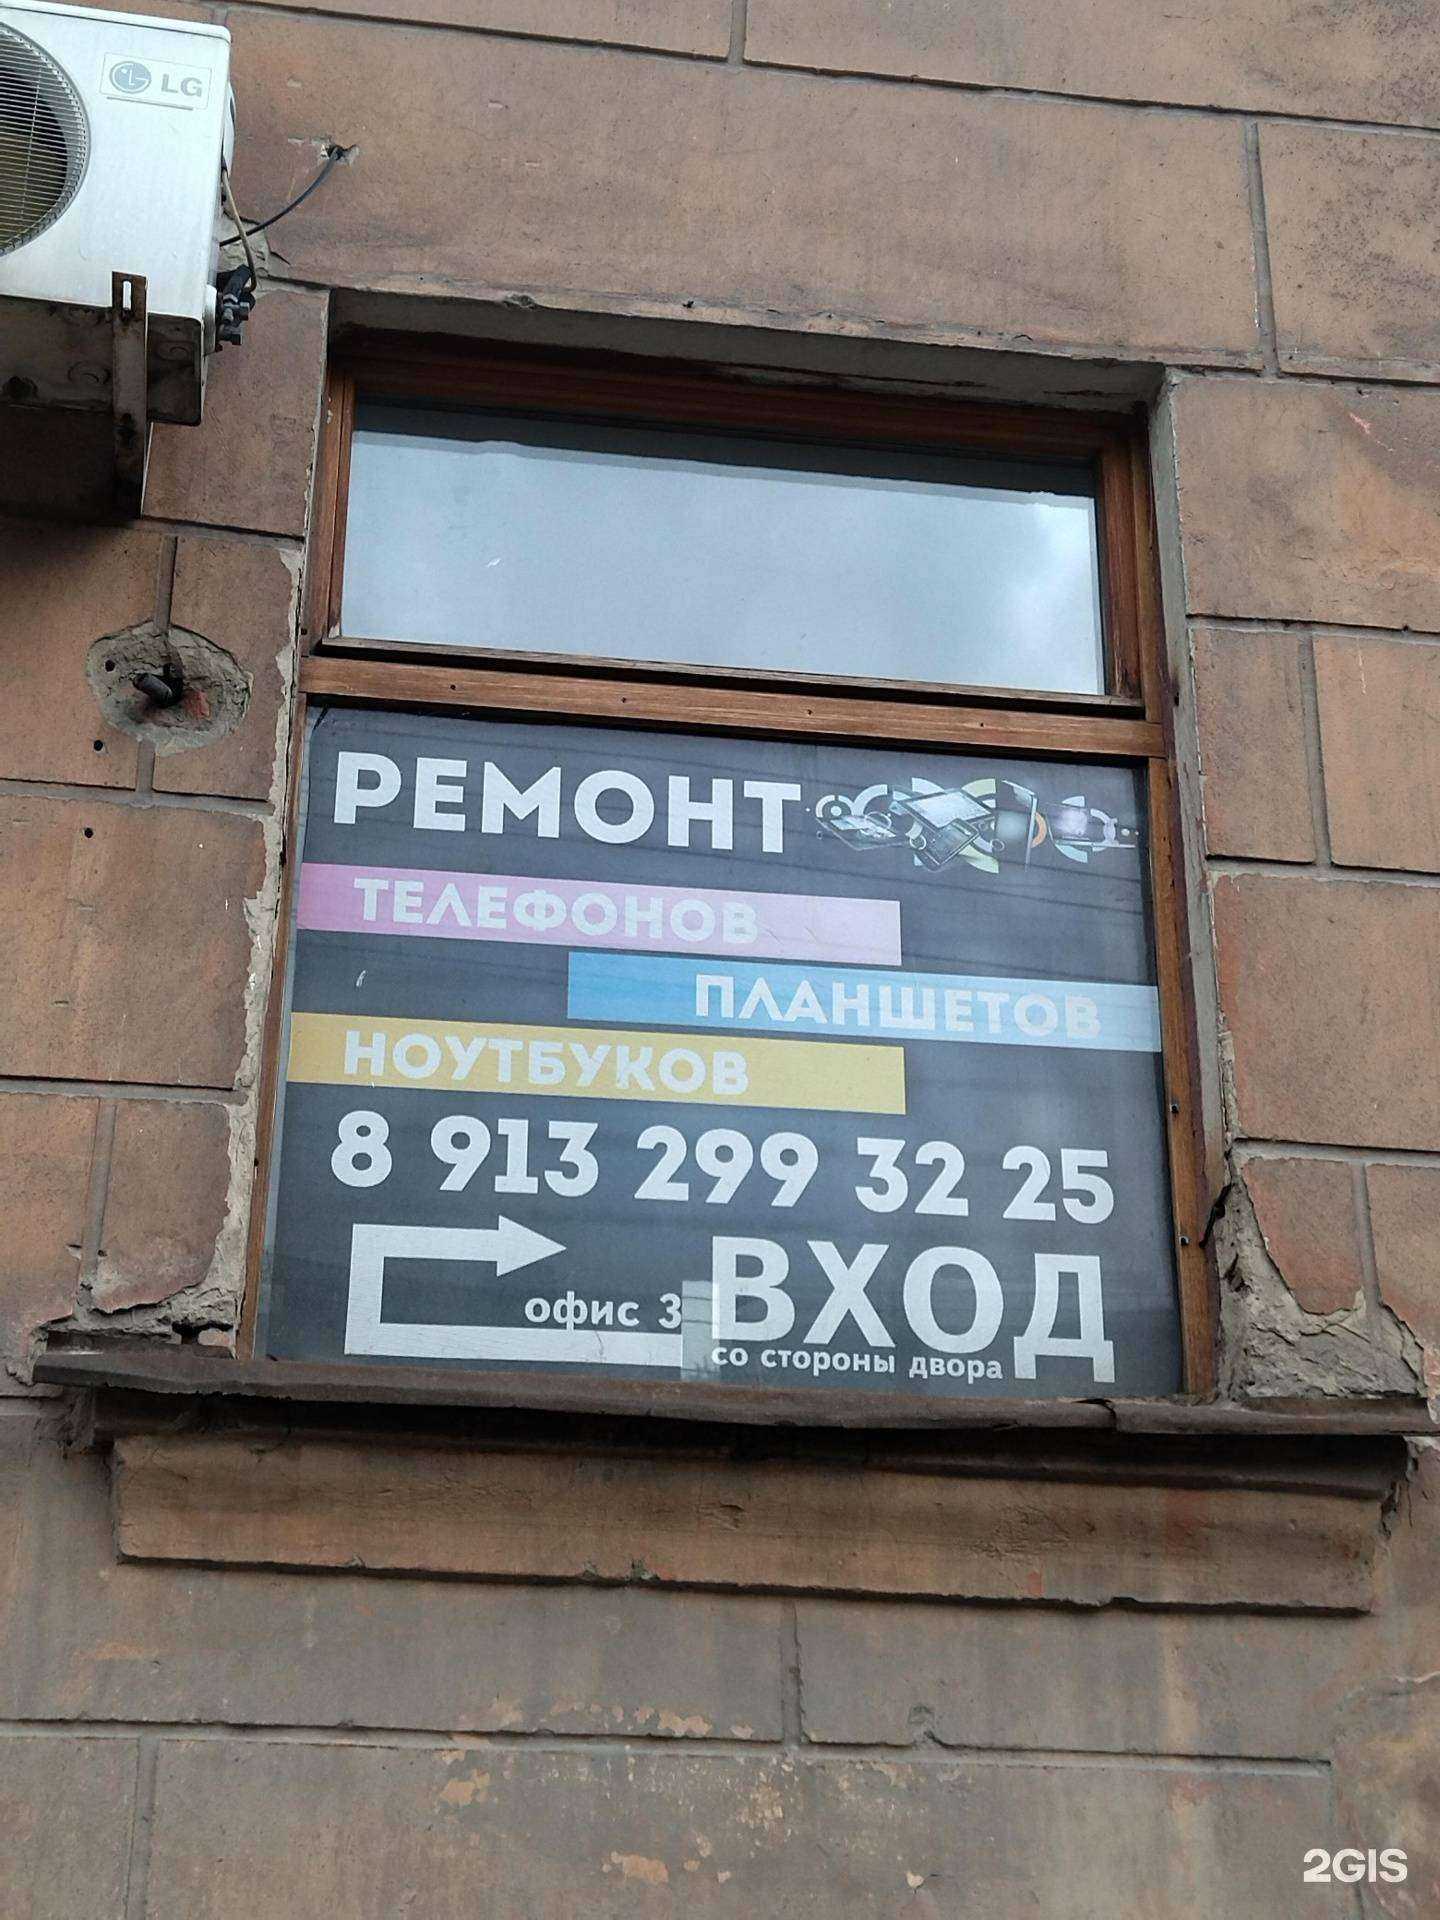 LG
РЕМОНТ
ТЕЛЕФОНОВ
ПЛАНШЕТОВ
НОУТБУКОВ
8 913 299 32 25
офис 3 ВХОД
со стороны двора
2GIS